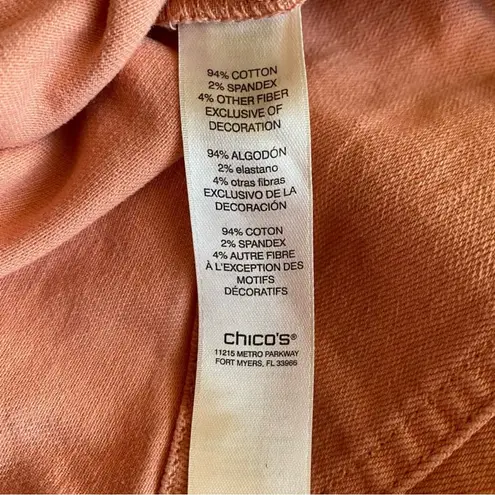 94% COTTON
2% SPANDEX
4% OTHER FIBER
EXCLUSIVE OF
DECORATION
94% ALGODÓN
2% elastano
4% otras fibras
EXCLUSIVO DE LA
DECORACIÓN
94% COTON
2% SPANDEX
4% AUTRE FIBRE
À L'EXCEPTION DES
MOTIFS
DÉCORATIFS
chico's®
11215 METRO PARKWAY
FORT MYERS, FL 33966